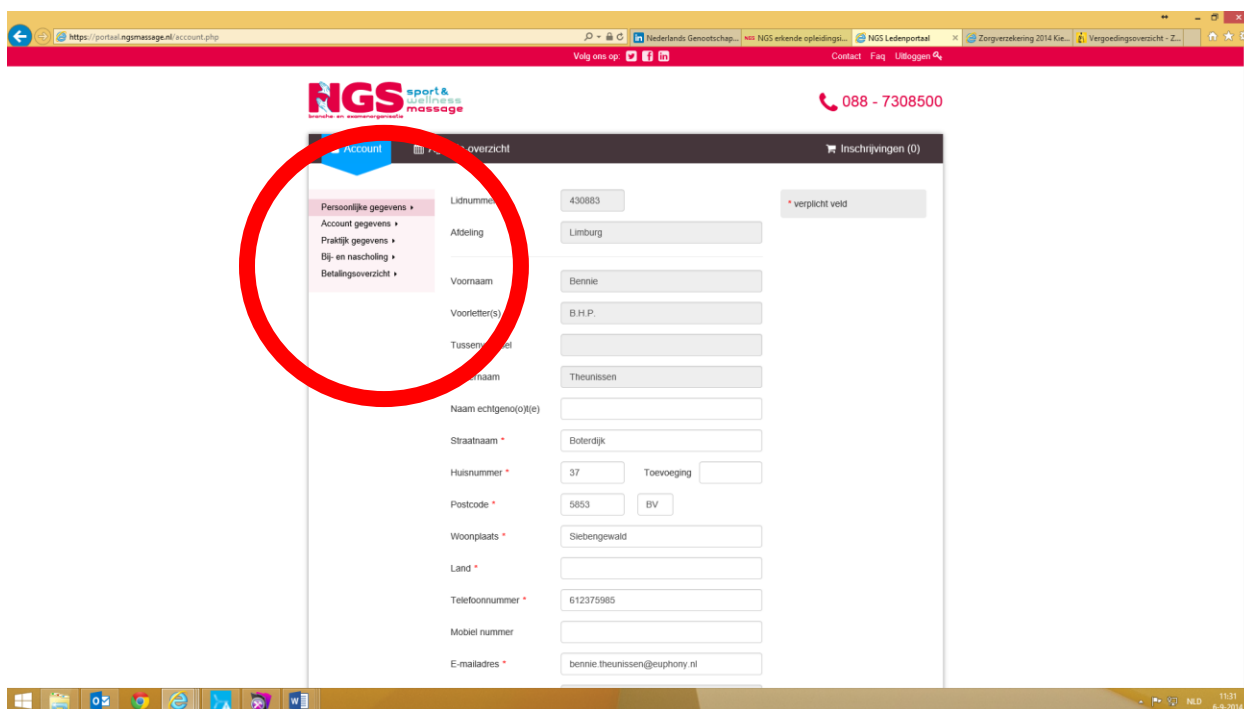 https://portaal.ngsmassage.nl/account.php
Nederlands Genootschap...
NGS erkende opleidingsi...
NGS Ledenportaal
Zorgverzekering 2014 Kie...
Vergoedingsoverzicht - Z...
Volg ons op:
Contact Faq Uitloggen
NGS sport & wellness massage
branche- en examenorganisatie
088 - 7308500
Account
overzicht
Inschrijvingen (0)
Persoonlijke gegevens
Account gegevens
Praktijk gegevens
Bij- en nascholing
Betalingsoverzicht
Lidnummer 430883
* verplicht veld
Afdeling Limburg
Voornaam Bennie
Voorletter(s) B.H.P.
Theunissen
Naam echtgeno(o)t(e)
Straatnaam * Boterdijk
Huisnummer * 37 Toevoeging
Postcode * 5853 BV
Woonplaats * Siebengewald
Land *
Telefoonnummer * 612375985
Mobiel nummer
E-mailadres * bennie.theunissen@euphony.nl
NLD
11:31
6-9-2014